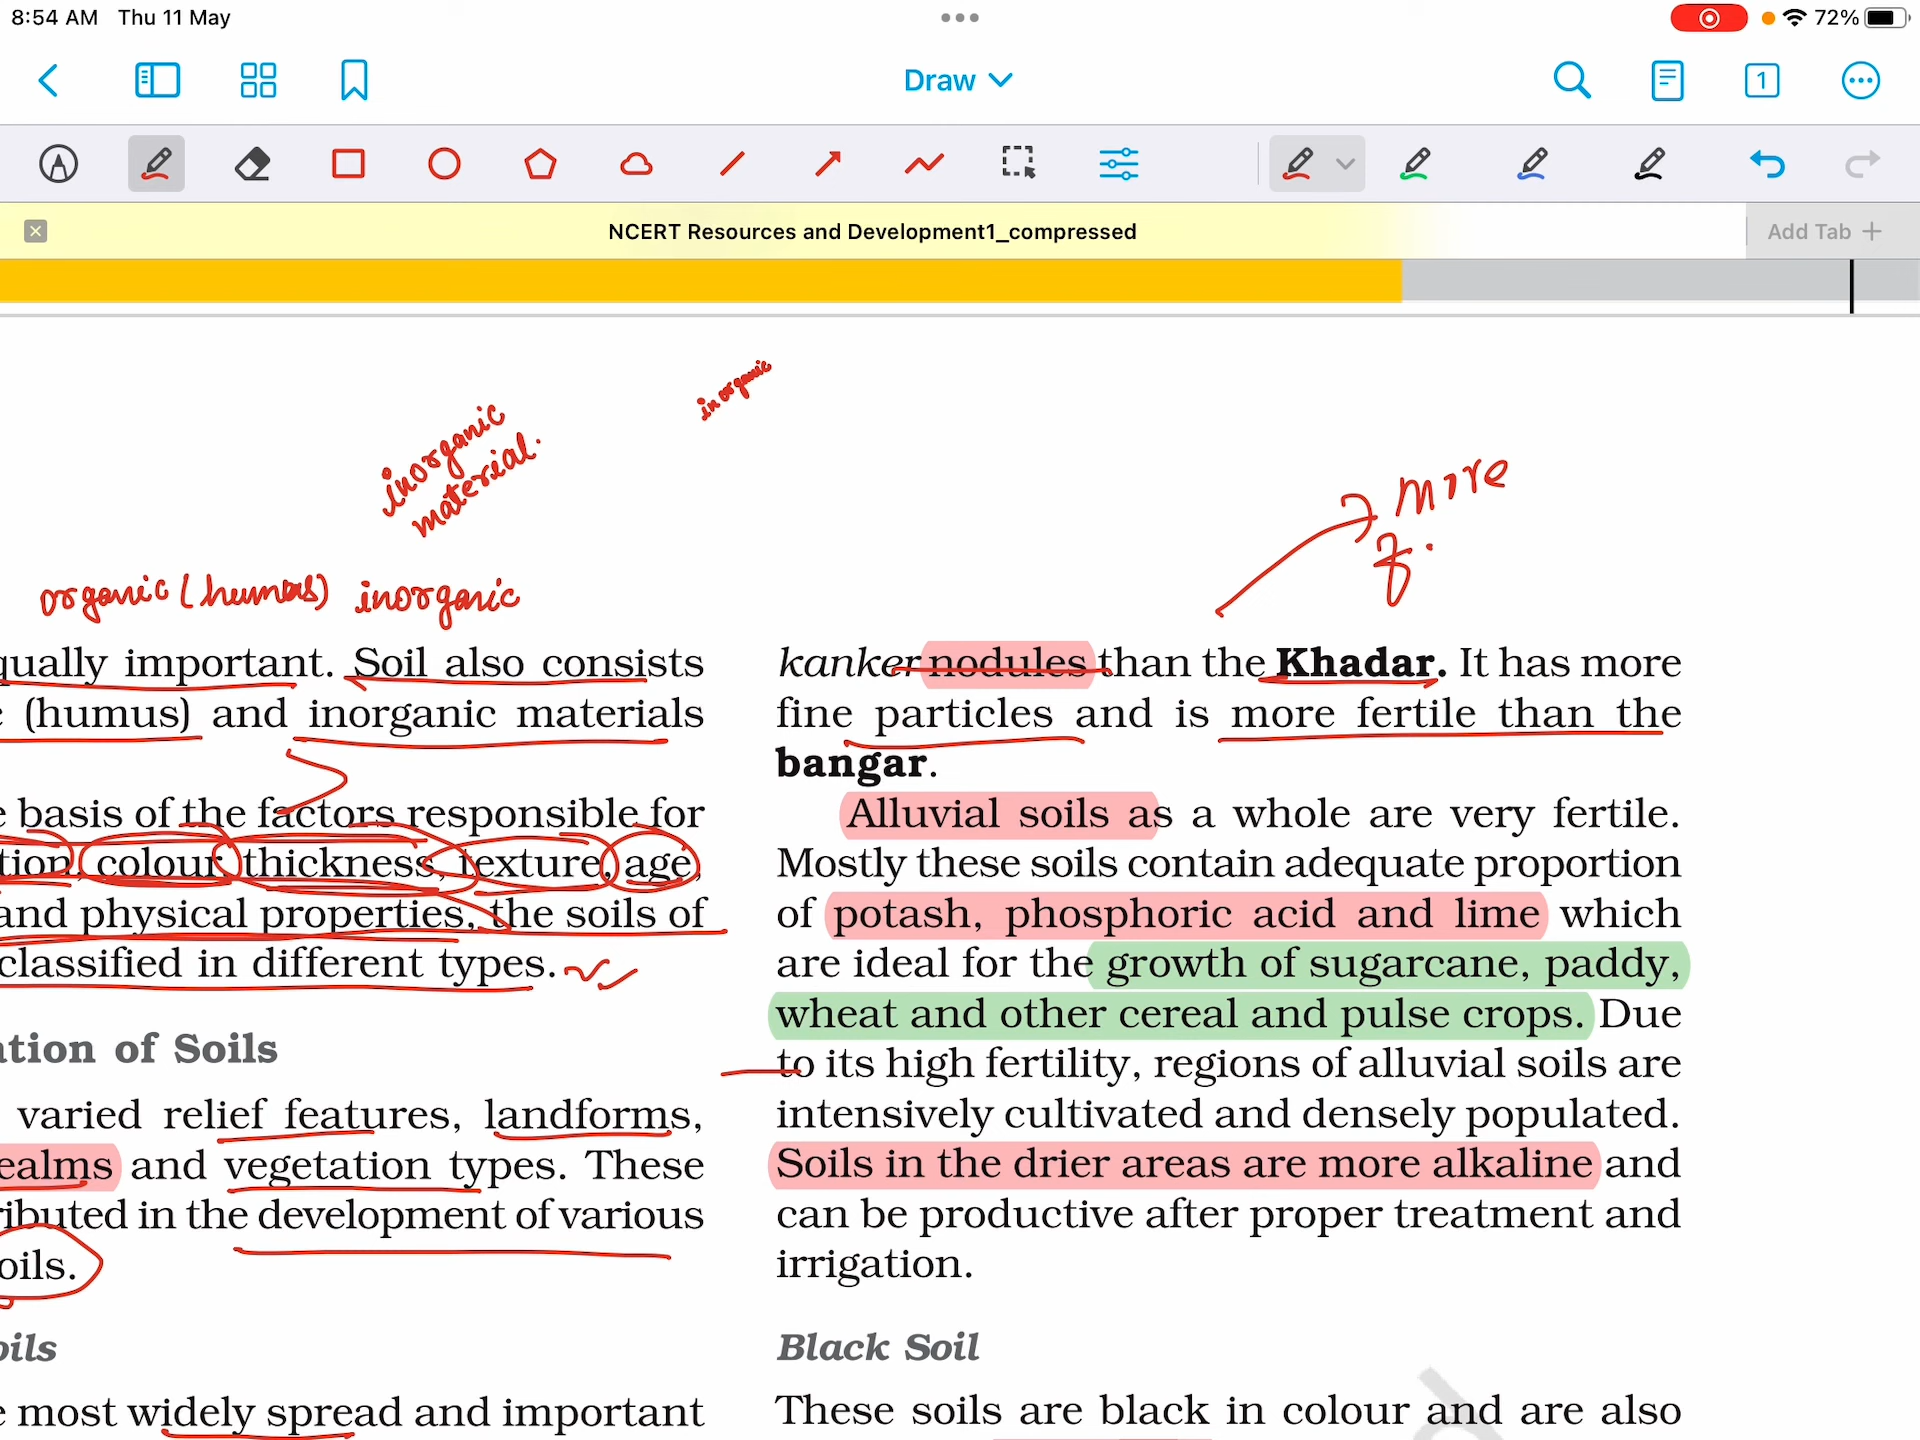 8:54 AM Thu 11 May
72%
Draw
1
NCERT Resources and Development1_compressed
Add Tab +
inorganic
inorganic
material.
More
f.
organic (humus) inorganic
qually important. Soil also consists
c (humus) and inorganic materials
e basis of the factors responsible for
tion, colour, thickness, texture, age,
and physical properties, the soils of
classified in different types.
ation of Soils
varied relief features, landforms,
ealms and vegetation types. These
ributed in the development of various
oils.
oils
e most widely spread and important
kanker nodules than the Khadar. It has more
fine particles and is more fertile than the
bangar.
Alluvial soils as a whole are very fertile.
Mostly these soils contain adequate proportion
of potash, phosphoric acid and lime which
are ideal for the growth of sugarcane, paddy,
wheat and other cereal and pulse crops. Due
to its high fertility, regions of alluvial soils are
intensively cultivated and densely populated.
Soils in the drier areas are more alkaline and
can be productive after proper treatment and
irrigation.
Black Soil
These soils are black in colour and are also